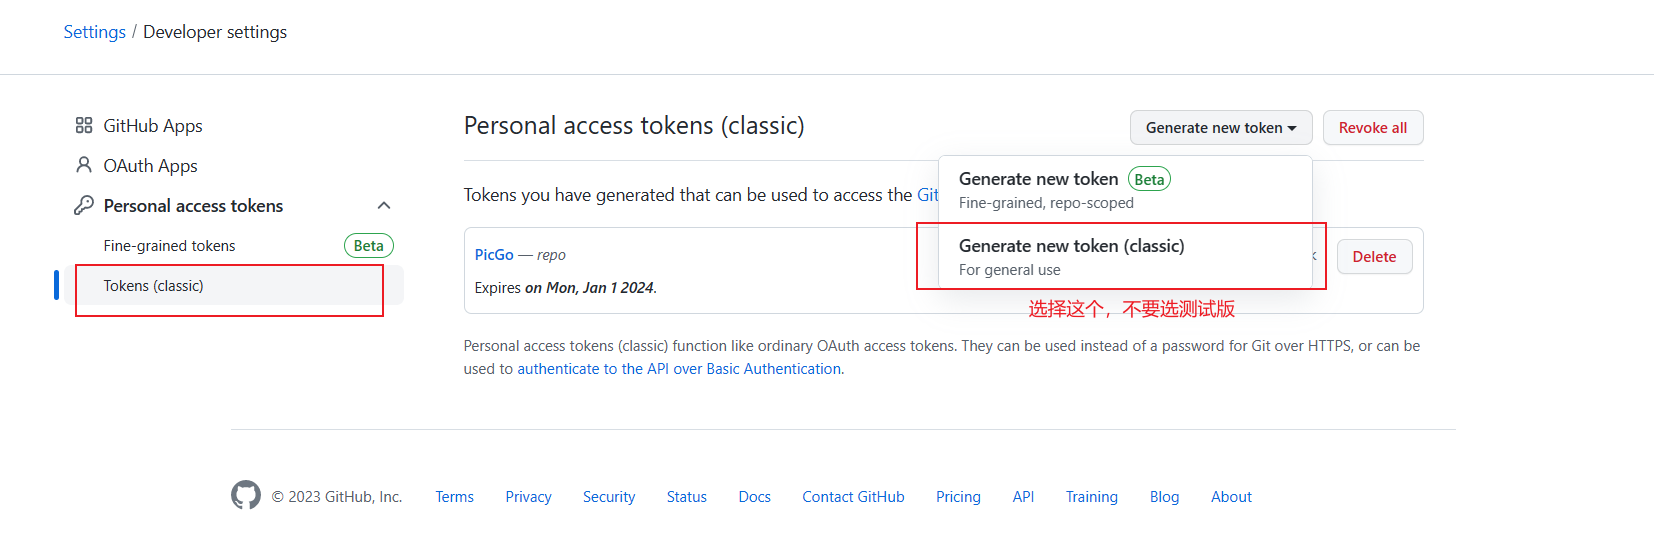 Settings / Developer settings
GitHub Apps
OAuth Apps
Personal access tokens
Fine-grained tokens Beta
Tokens (classic)
Personal access tokens (classic)
Generate new token
Revoke all
Generate new token Beta
Fine-grained, repo-scoped
Generate new token (classic)
For general use
选择这个，不要选测试版
Tokens you have generated that can be used to access the Git
PicGo — repo
Delete
Expires on Mon, Jan 1 2024.
Personal access tokens (classic) function like ordinary OAuth access tokens. They can be used instead of a password for Git over HTTPS, or can be
used to authenticate to the API over Basic Authentication.
© 2023 GitHub, Inc. Terms Privacy Security Status Docs Contact GitHub Pricing API Training Blog About